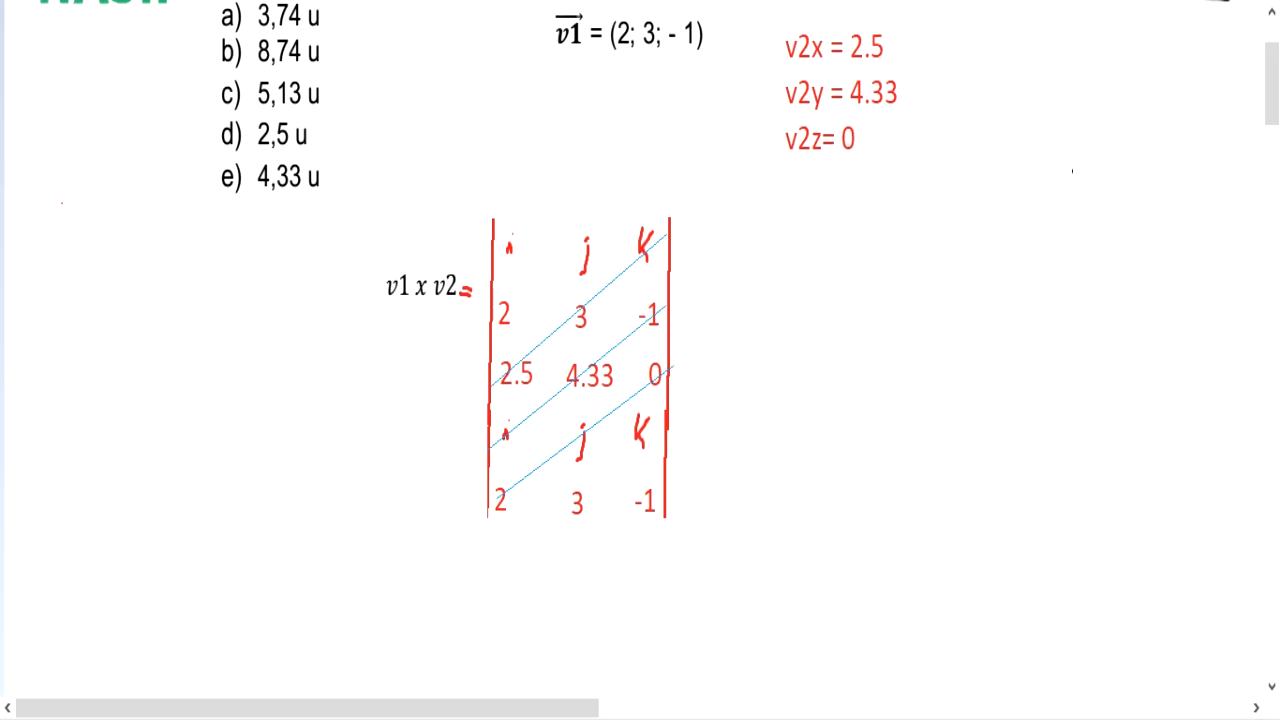 a) 3,74 u
b) 8,74 u
c) 5,13 u
d) 2,5 u
e) 4,33 u
v1 = (2; 3; - 1)
v2x = 2.5
v2y = 4.33
v2z= 0
v1 x v2=
i j k
2 3 -1
2.5 4.33 0
i j k
2 3 -1